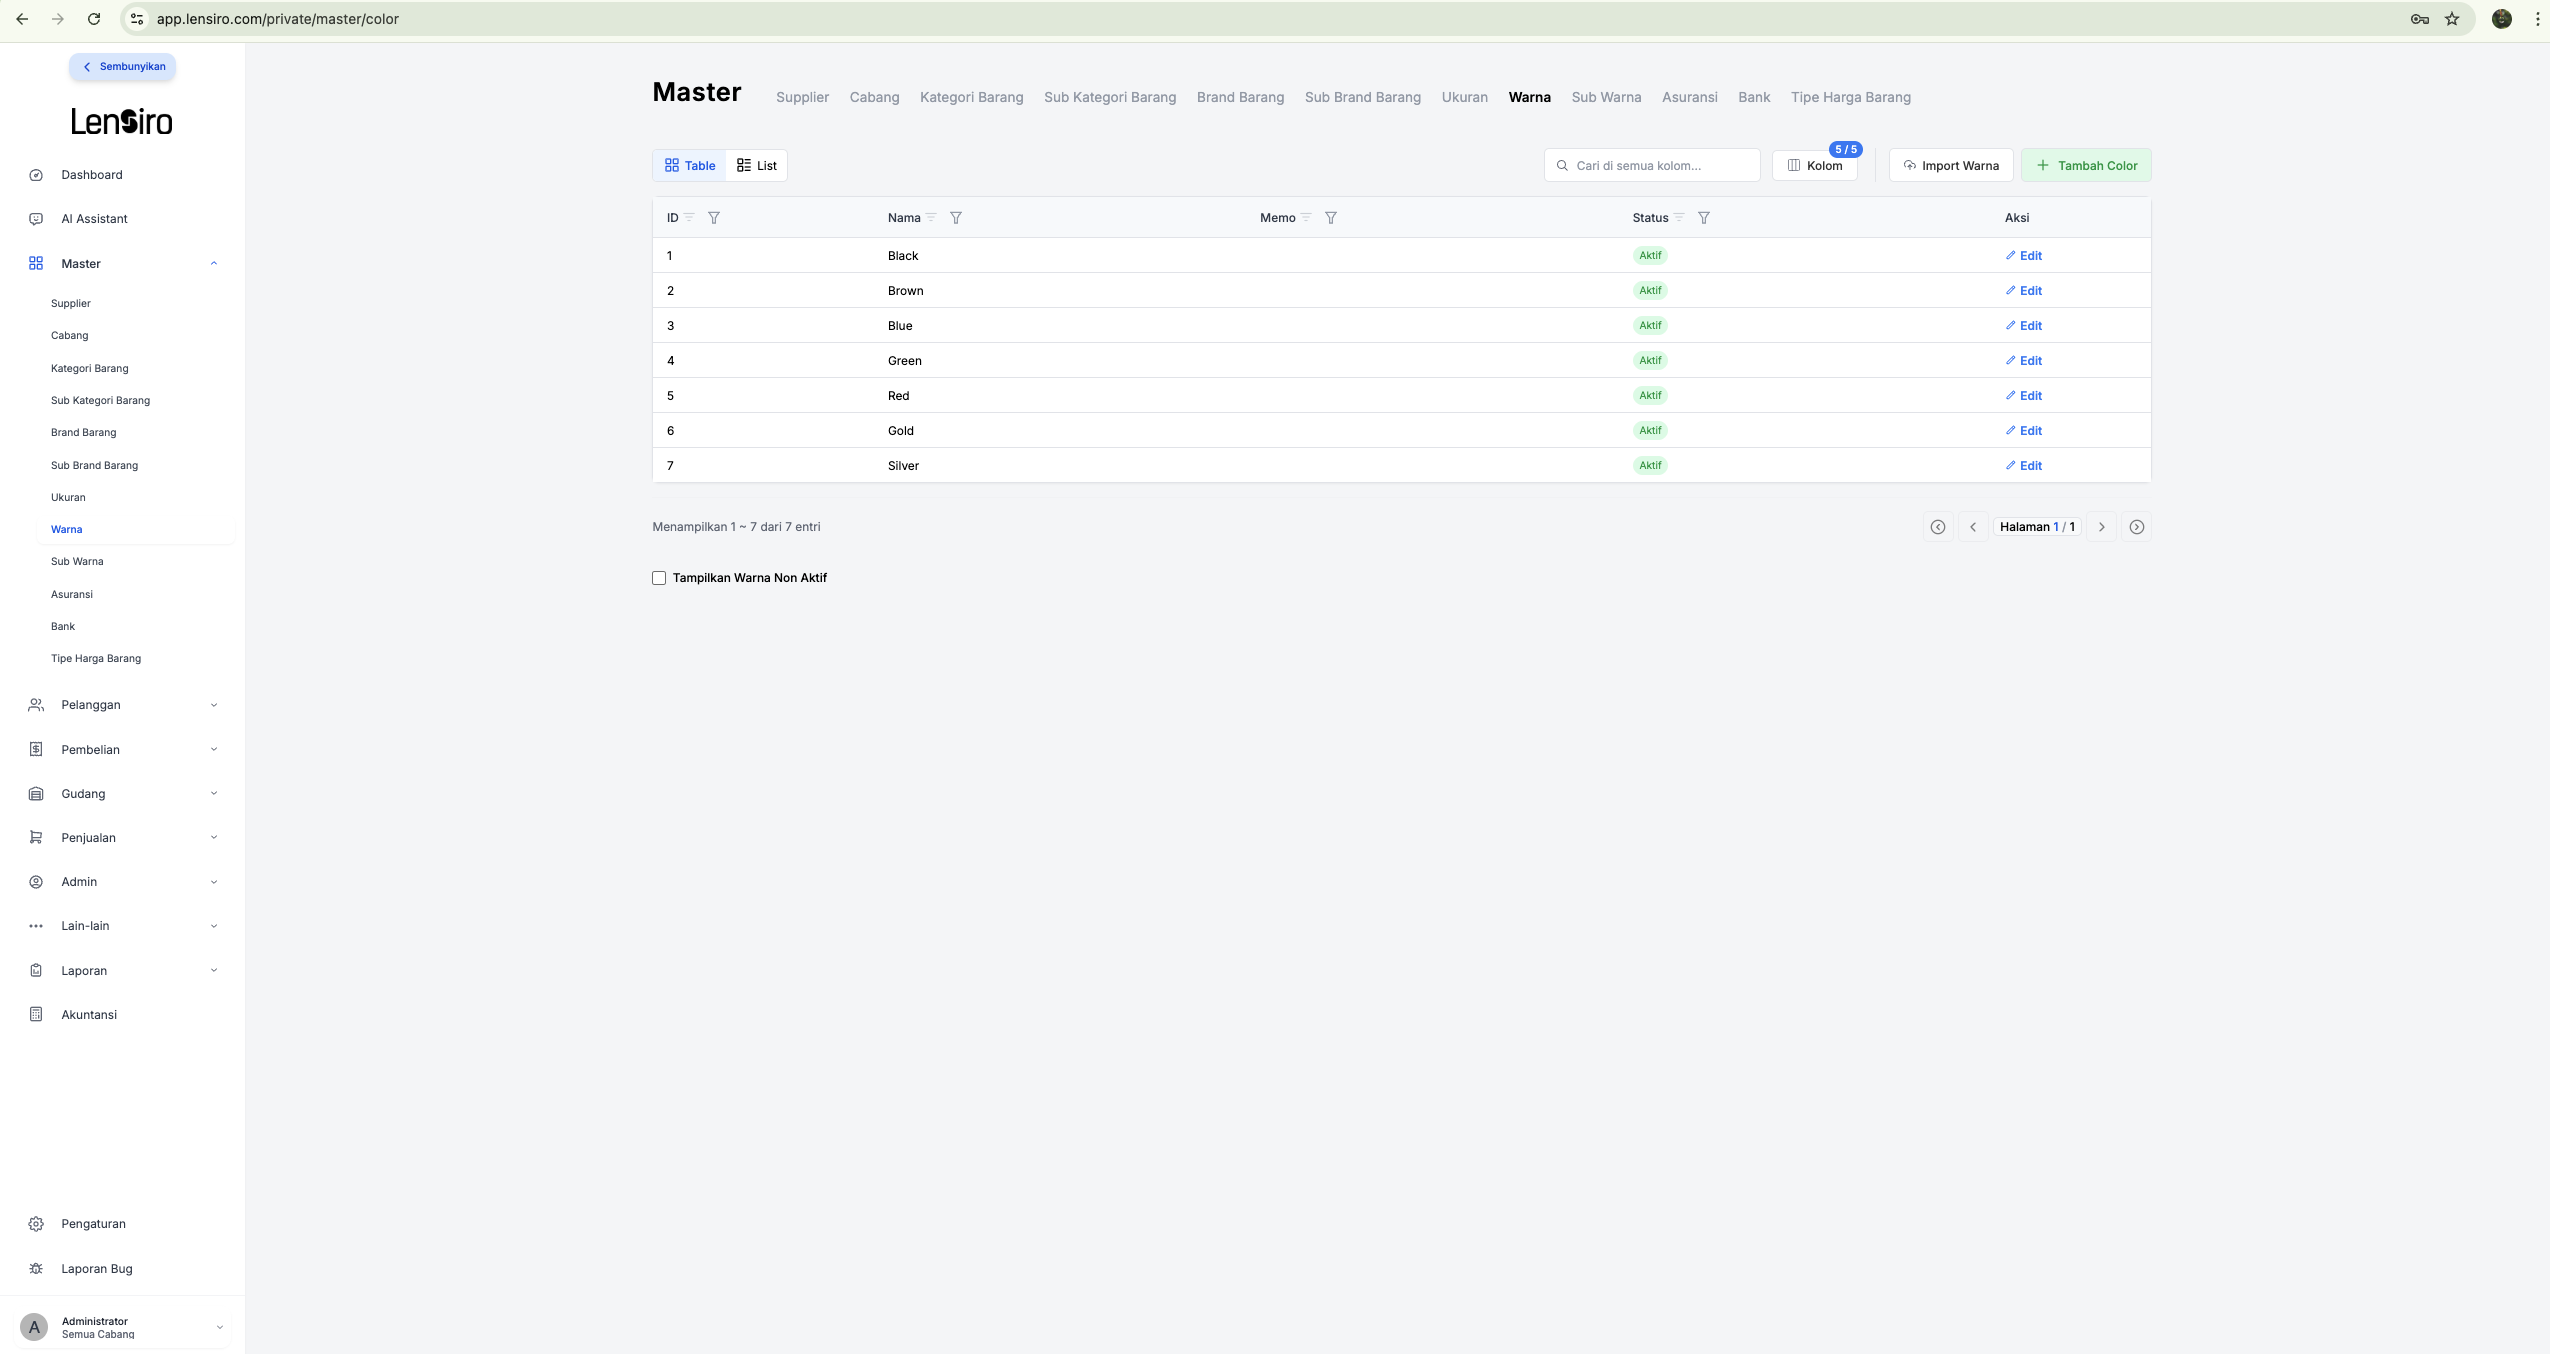 app.lensiro.com/private/master/color
Sembunyikan
LenSiro
Dashboard
AI Assistant
Master
Supplier
Cabang
Kategori Barang
Sub Kategori Barang
Brand Barang
Sub Brand Barang
Ukuran
Warna
Sub Warna
Asuransi
Bank
Tipe Harga Barang
Pelanggan
Pembelian
Gudang
Penjualan
Admin
Lain-lain
Laporan
Akuntansi
Pengaturan
Laporan Bug
A Administrator
Semua Cabang
Master Supplier Cabang Kategori Barang Sub Kategori Barang Brand Barang Sub Brand Barang Ukuran Warna Sub Warna Asuransi Bank Tipe Harga Barang
Table List Cari di semua kolom... Kolom 5 / 5 Import Warna + Tambah Color
ID Nama Memo Status Aksi
1 Black Aktif Edit
2 Brown Aktif Edit
3 Blue Aktif Edit
4 Green Aktif Edit
5 Red Aktif Edit
6 Gold Aktif Edit
7 Silver Aktif Edit
Menampilkan 1 ~ 7 dari 7 entri Halaman 1 / 1
Tampilkan Warna Non Aktif